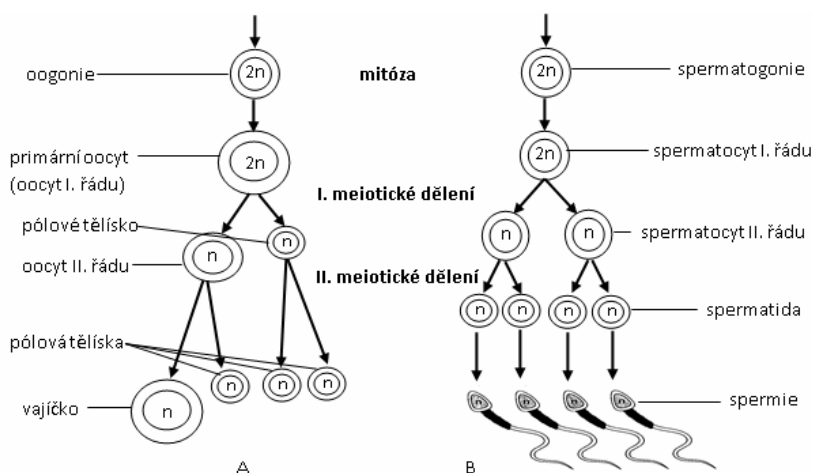 oogonie
2n
mitóza
2n
spermatogonie
primární oocyt
(oocyt I. řádu)
2n
2n
spermatocyt I. řádu
I. meiotické dělení
pólové tělísko
n
n
n
n
spermatocyt II. řádu
oocyt II. řádu
II. meiotické dělení
n
n
n
n
spermatida
pólová tělíska
n
n
n
vajíčko
n
n
n
n
n
spermie
A
B